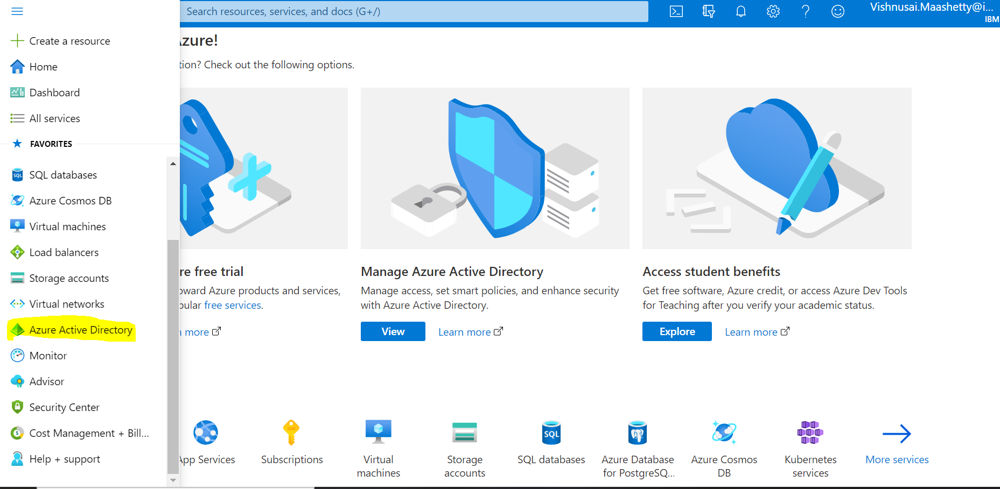 Search resources, services, and docs (G+/)
Vishnusai.Maashetty@i...
IBM
Create a resource
Home
Dashboard
All services
FAVORITES
SQL databases
Azure Cosmos DB
Virtual machines
Load balancers
Storage accounts
Virtual networks
Azure Active Directory
Monitor
Advisor
Security Center
Cost Management + Bill...
Help + support
Azure!
tion? Check out the following options.
re free trial
oward Azure products and services,
pular free services.
n more
Manage Azure Active Directory
Manage access, set smart policies, and enhance security
with Azure Active Directory.
View
Learn more
Access student benefits
Get free software, Azure credit, or access Azure Dev Tools
for Teaching after you verify your academic status.
Explore
Learn more
App Services
Subscriptions
Virtual
machines
Storage
accounts
SQL
SQL databases
Azure Database
for PostgreSQ...
Azure Cosmos
DB
Kubernetes
services
More services